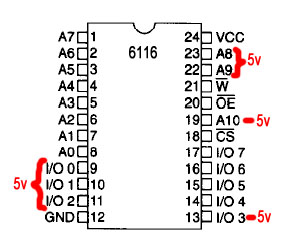 6116
A7 1 24 VCC
A6 2 23 A8 5v
A5 3 22 A9
A4 4 21 W
A3 5 20 OE
A2 6 19 A10 5v
A1 7 18 CS
A0 8 17 I/O 7
I/O 0 9 16 I/O 6
5v I/O 1 10 15 I/O 5
I/O 2 11 14 I/O 4
GND 12 13 I/O 3 5v